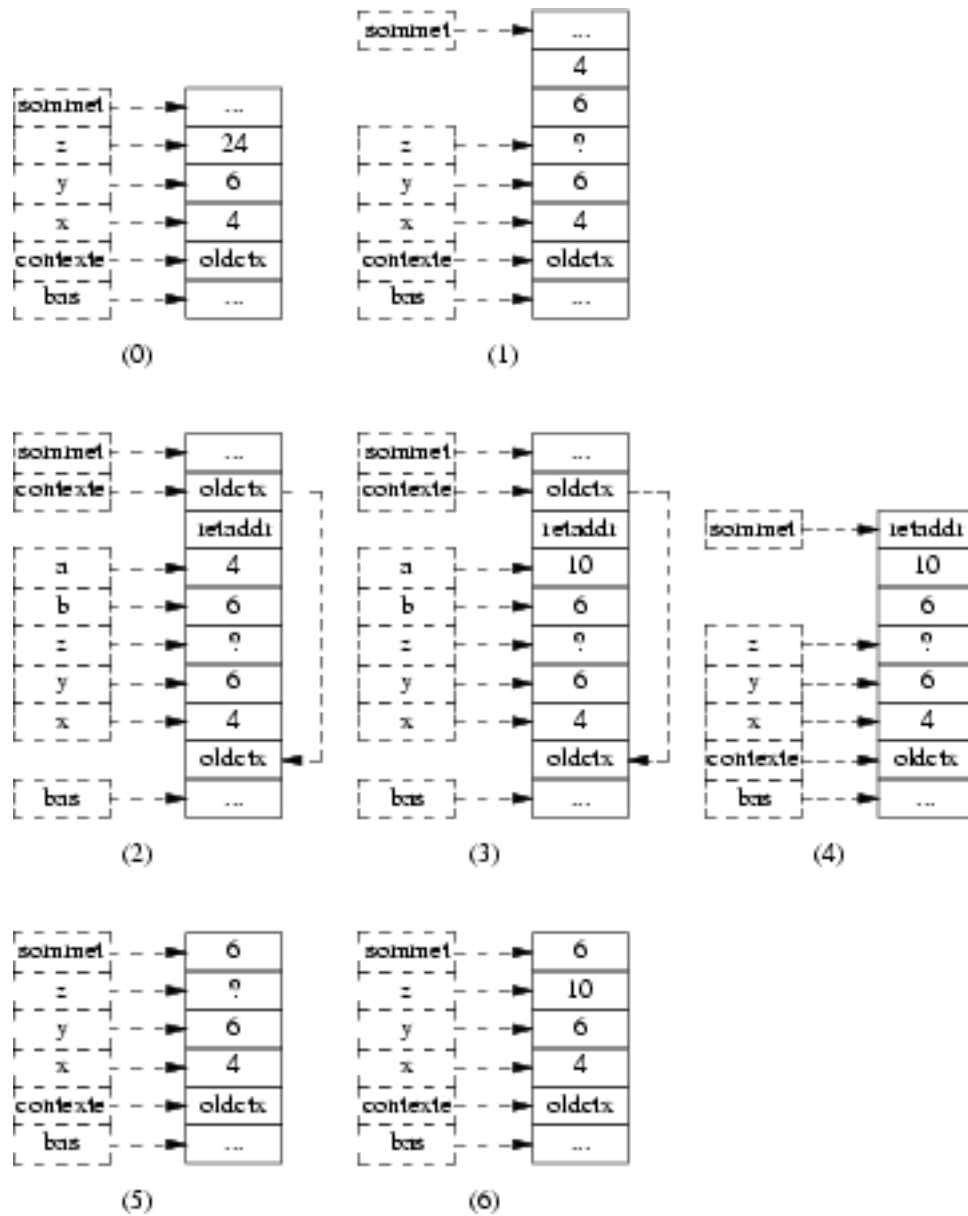 sommet ...
z 24
y 6
x 4
contexte oldctx
bas ...
(0)
sommet ...
4
6
z ?
y 6
x 4
contexte oldctx
bas ...
(1)
sommet ...
contexte oldctx
retaddr
a 4
b 6
z ?
y 6
x 4
oldctx
bas ...
(2)
sommet ...
contexte oldctx
retaddr
a 10
b 6
z ?
y 6
x 4
oldctx
bas ...
(3)
sommet retaddr
10
6
z ?
y 6
x 4
contexte oldctx
bas ...
(4)
sommet 6
z ?
y 6
x 4
contexte oldctx
bas ...
(5)
sommet 6
z 10
y 6
x 4
contexte oldctx
bas ...
(6)